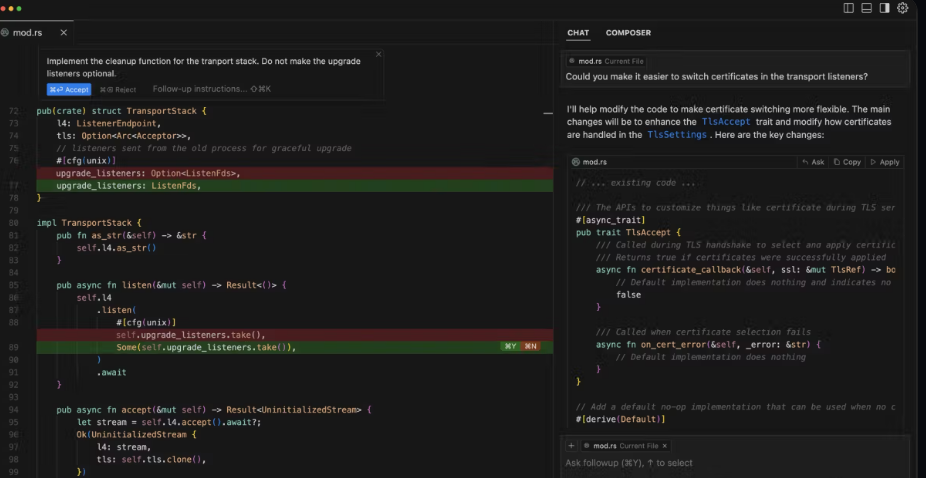 mod.rs
Implement the cleanup function for the tranport stack. Do not make the upgrade
listeners optional.
⌘⏎ Accept ⌘⌫ Reject Follow-up instructions... ⇧⌘K
72 pub(crate) struct TransportStack {
73 l4: ListenerEndpoint,
74 tls: Option<Arc<Acceptor>>,
75 // listeners sent from the old process for graceful upgrade
76 #[cfg(unix)]
upgrade_listeners: Option<ListenFds>,
77 upgrade_listeners: ListenFds,
78 }
79
80 impl TransportStack {
81 pub fn as_str(&self) -> &str {
82 self.l4.as_str()
83 }
84
85 pub async fn listen(&mut self) -> Result<()> {
86 self.l4
87 .listen(
88 #[cfg(unix)]
self.upgrade_listeners.take(),
89 Some(self.upgrade_listeners.take()), ⌘Y ⌘N
90 )
91 .await
92 }
93
94 pub async fn accept(&mut self) -> Result<UninitializedStream> {
95 let stream = self.l4.accept().await?;
96 Ok(UninitializedStream {
97 l4: stream,
98 tls: self.tls.clone(),
99 })
CHAT COMPOSER
mod.rs Current File
Could you make it easier to switch certificates in the transport listeners?
I'll help modify the code to make certificate switching more flexible. The main
changes will be to enhance the TlsAccept trait and modify how certificates
are handled in the TlsSettings. Here are the key changes:
mod.rs Ask Copy Apply
// ... existing code ...
/// The APIs to customize things like certificate during TLS ser
#[async_trait]
pub trait TlsAccept {
/// Called during TLS handshake to select and apply certific
/// Returns true if certificates were successfully applied
async fn certificate_callback(&self, ssl: &mut TlsRef) -> bo
// Default implementation does nothing and indicates no
false
}
/// Called when certificate selection fails
async fn on_cert_error(&self, _error: &str) {
// Default implementation does nothing
}
}
// Add a default no-op implementation that can be used when no c
#[derive(Default)]
+ mod.rs Current File ×
Ask followup (⌘Y), ↑ to select